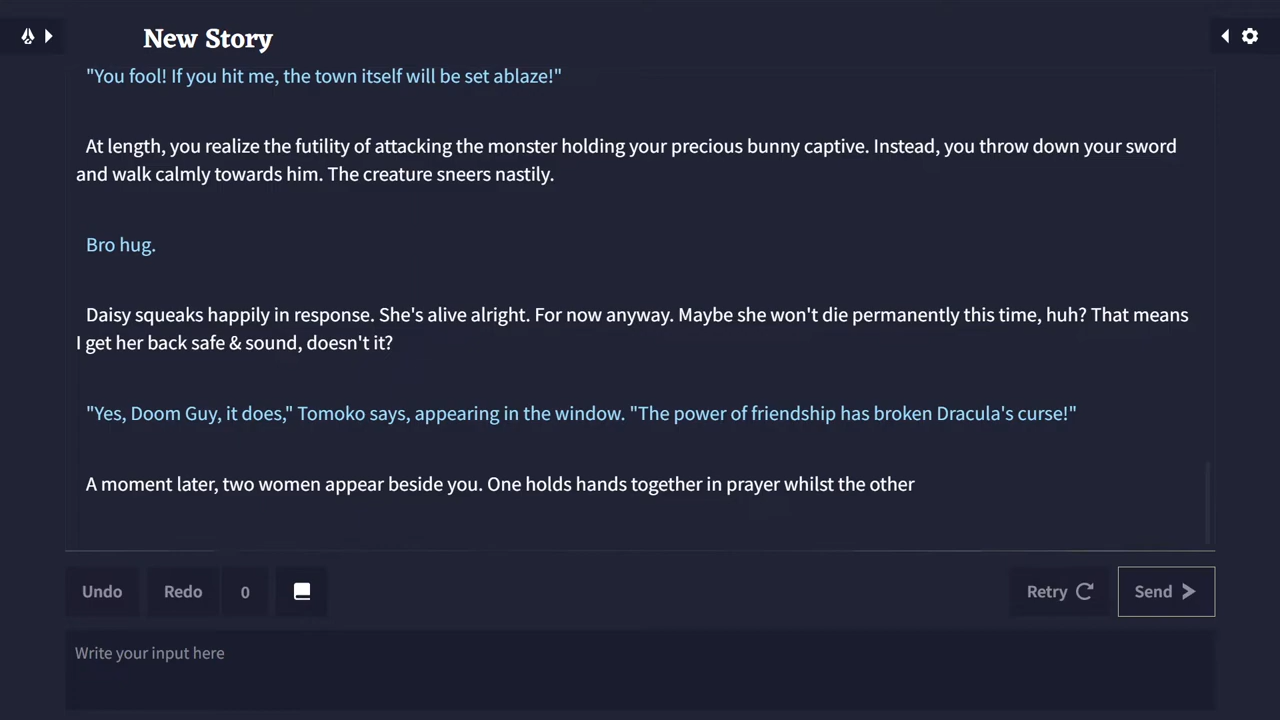 New Story
"You fool! If you hit me, the town itself will be set ablaze!"
At length, you realize the futility of attacking the monster holding your precious bunny captive. Instead, you throw down your sword
and walk calmly towards him. The creature sneers nastily.
Bro hug.
Daisy squeaks happily in response. She's alive alright. For now anyway. Maybe she won't die permanently this time, huh? That means
I get her back safe & sound, doesn't it?
"Yes, Doom Guy, it does," Tomoko says, appearing in the window. "The power of friendship has broken Dracula's curse!"
A moment later, two women appear beside you. One holds hands together in prayer whilst the other
Undo Redo 0 Retry Send
Write your input here